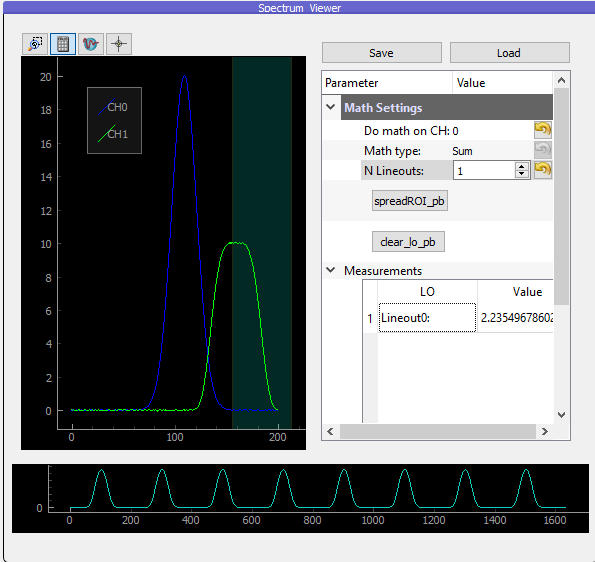 Spectrum Viewer
Save
Load
20
18
16
14
12
10
8
6
4
2
0
CH0
CH1
0
100
200
Parameter
Value
Math Settings
Do math on CH: 0
Math type: Sum
N Lineouts: 1
spreadROI_pb
clear_lo_pb
Measurements
LO
Value
1
Lineout0:
2.2354967860
0
0
200
400
600
800
1000
1200
1400
1600